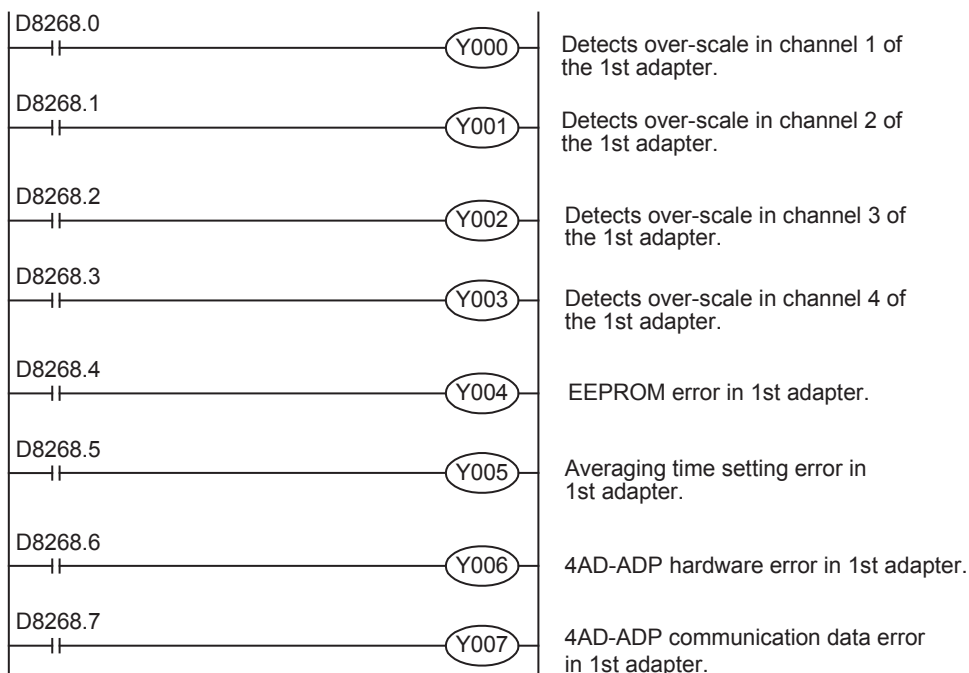 D8268.0
Y000
Detects over-scale in channel 1 of
the 1st adapter.
D8268.1
Y001
Detects over-scale in channel 2 of
the 1st adapter.
D8268.2
Y002
Detects over-scale in channel 3 of
the 1st adapter.
D8268.3
Y003
Detects over-scale in channel 4 of
the 1st adapter.
D8268.4
Y004
EEPROM error in 1st adapter.
D8268.5
Y005
Averaging time setting error in
1st adapter.
D8268.6
Y006
4AD-ADP hardware error in 1st adapter.
D8268.7
Y007
4AD-ADP communication data error
in 1st adapter.